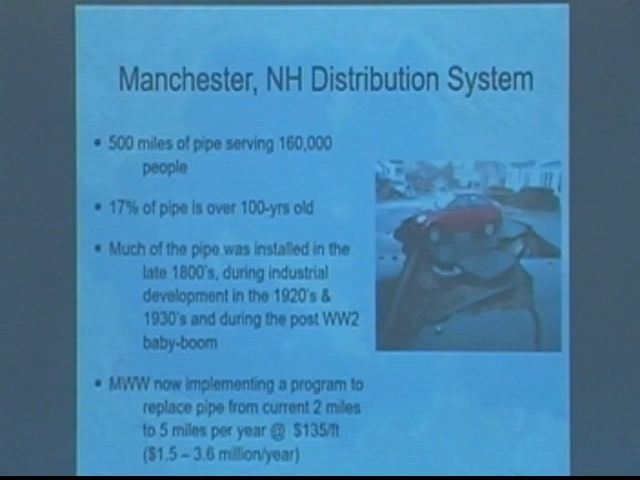 Manchester, NH Distribution System
• 500 miles of pipe serving 160,000
people
• 17% of pipe is over 100-yrs old
• Much of the pipe was installed in the
late 1800's, during industrial
development in the 1920's &
1930's and during the post WW2
baby-boom
• MWW now implementing a program to
replace pipe from current 2 miles
to 5 miles per year @ $135/ft
($1.5 – 3.6 million/year)